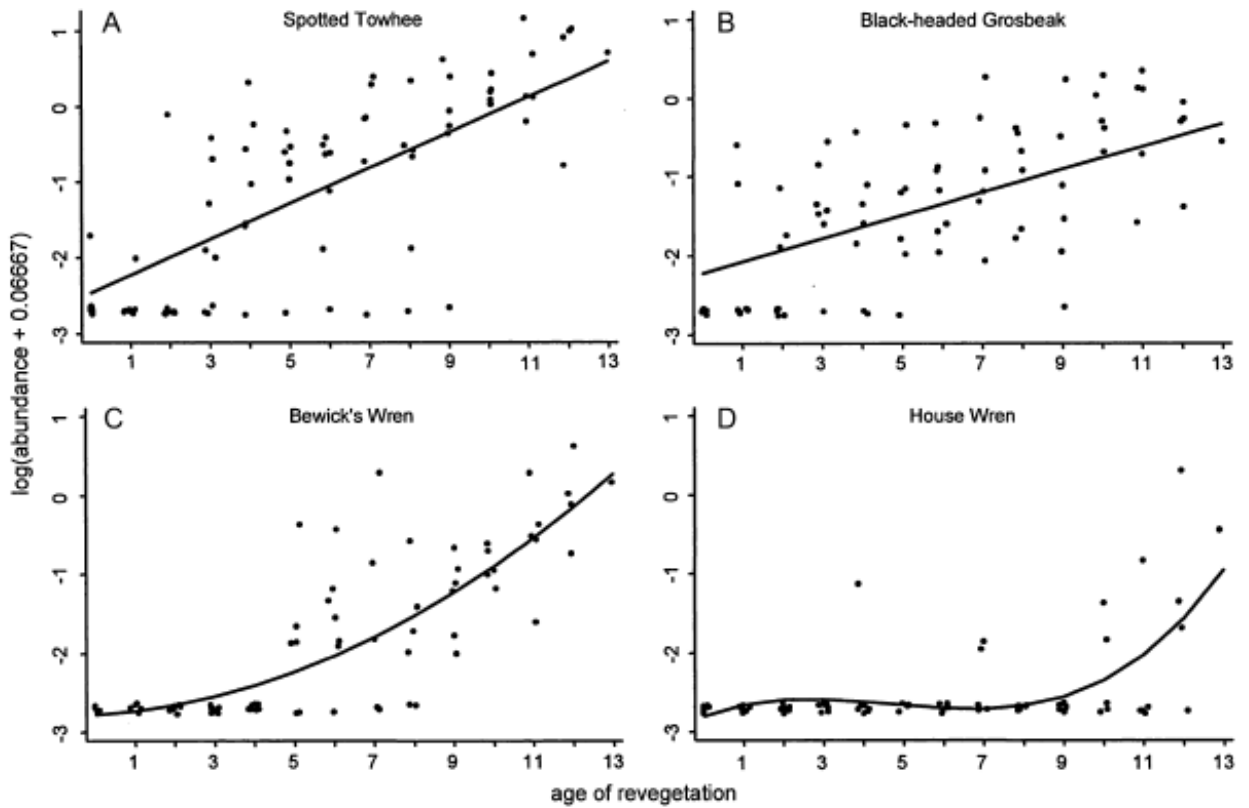 A Spotted Towhee
1
0
-1
-2
-3
1 3 5 7 9 11 13
B Black-headed Grosbeak
1
0
-1
-2
-3
1 3 5 7 9 11 13
log(abundance + 0.06667)
C Bewick's Wren
1
0
-1
-2
-3
1 3 5 7 9 11 13
D House Wren
1
0
-1
-2
-3
1 3 5 7 9 11 13
age of revegetation